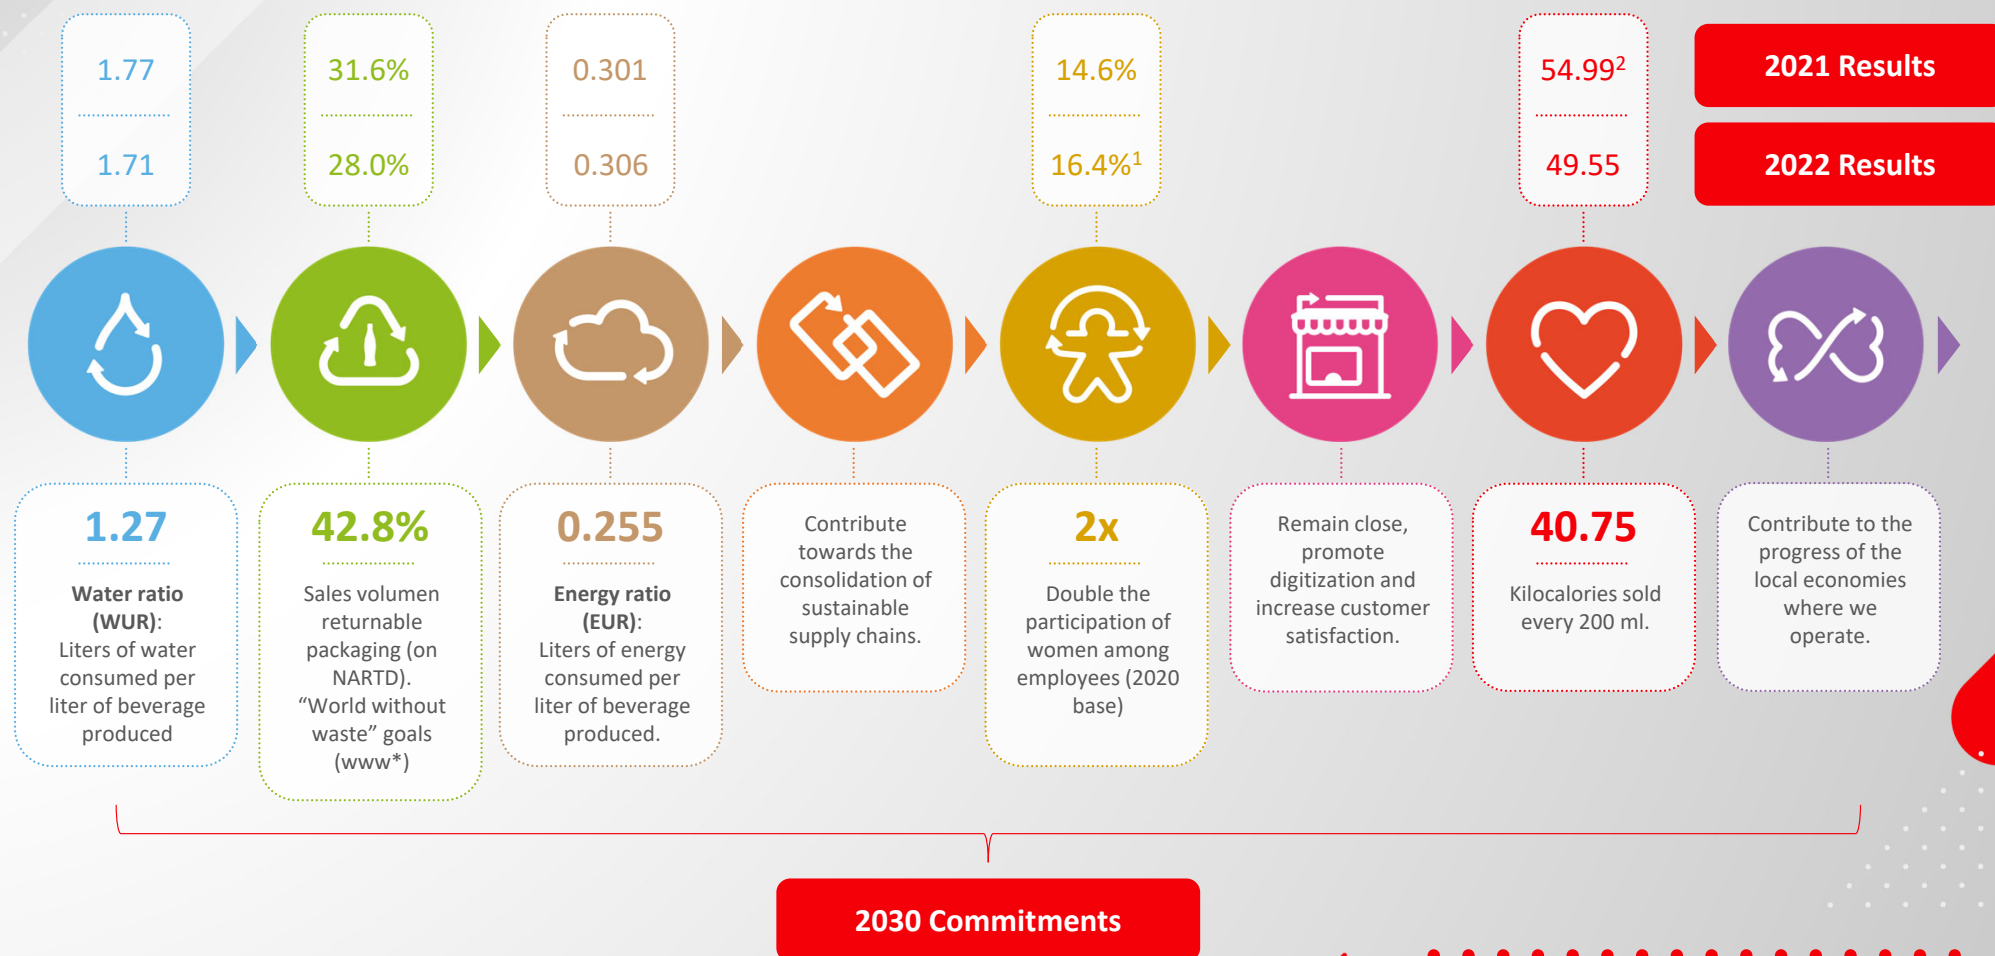 1.77
31.6%
0.301
14.6%
54.99²
2021 Results
1.71
28.0%
0.306
16.4%¹
49.55
2022 Results
1.27
Water ratio
(WUR):
Liters of water
consumed per
liter of beverage
produced
42.8%
Sales volumen
returnable
packaging (on
NARTD).
“World without
waste” goals
(www*)
0.255
Energy ratio
(EUR):
Liters of energy
consumed per
liter of beverage
produced.
Contribute
towards the
consolidation of
sustainable
supply chains.
2x
Double the
participation of
women among
employees (2020
base)
Remain close,
promote
digitization and
increase customer
satisfaction.
40.75
Kilocalories sold
every 200 ml.
Contribute to the
progress of the
local economies
where we
operate.
2030 Commitments